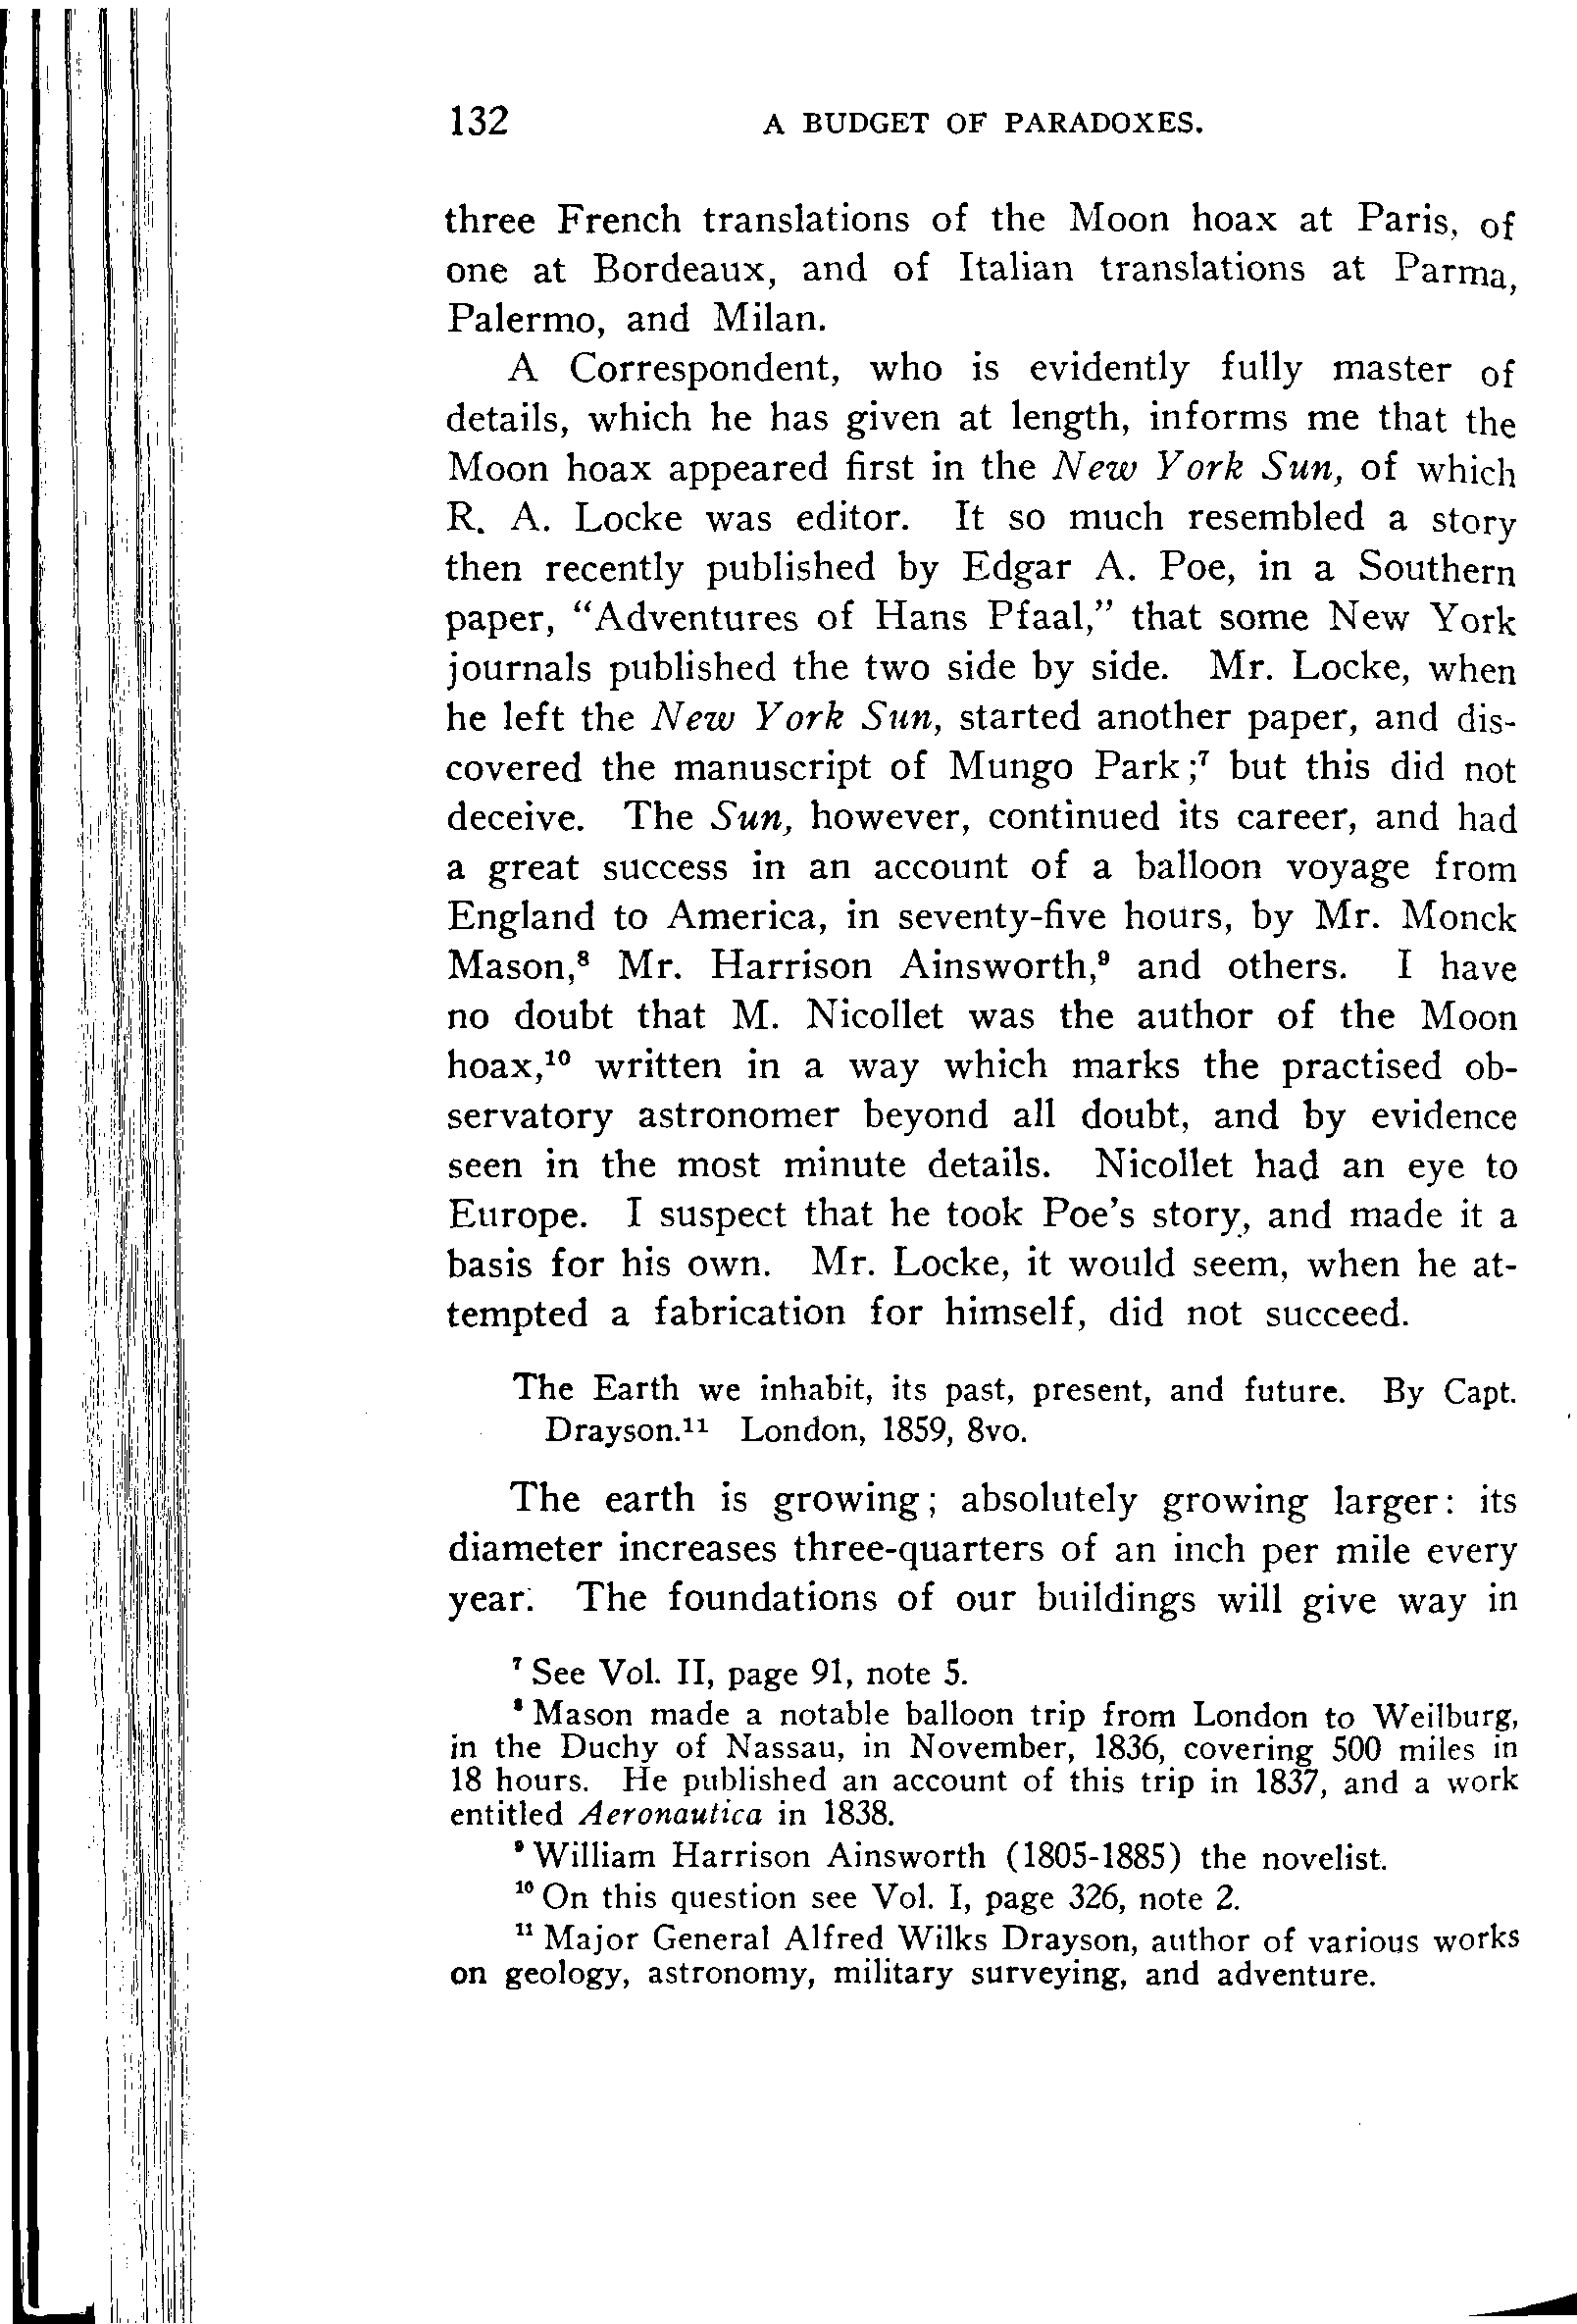 132 A BUDGET OF PARADOXES.
three French translations of the Moon hoax at Paris, of
one at Bordeaux, and of Italian translations at Parma,
Palermo, and Milan.
A Correspondent, who is evidently fully master of
details, which he has given at length, informs me that the
Moon hoax appeared first in the New York Sun, of which
R. A. Locke was editor. It so much resembled a story
then recently published by Edgar A. Poe, in a Southern
paper, “Adventures of Hans Pfaal,” that some New York
journals published the two side by side. Mr. Locke, when
he left the New York Sun, started another paper, and dis-
covered the manuscript of Mungo Park;⁷ but this did not
deceive. The Sun, however, continued its career, and had
a great success in an account of a balloon voyage from
England to America, in seventy-five hours, by Mr. Monck
Mason,⁸ Mr. Harrison Ainsworth,⁹ and others. I have
no doubt that M. Nicollet was the author of the Moon
hoax,¹⁰ written in a way which marks the practised ob-
servatory astronomer beyond all doubt, and by evidence
seen in the most minute details. Nicollet had an eye to
Europe. I suspect that he took Poe’s story, and made it a
basis for his own. Mr. Locke, it would seem, when he at-
tempted a fabrication for himself, did not succeed.
The Earth we inhabit, its past, present, and future. By Capt.
Drayson.¹¹ London, 1859, 8vo.
The earth is growing; absolutely growing larger: its
diameter increases three-quarters of an inch per mile every
year. The foundations of our buildings will give way in
⁷ See Vol. II, page 91, note 5.
⁸ Mason made a notable balloon trip from London to Weilburg,
in the Duchy of Nassau, in November, 1836, covering 500 miles in
18 hours. He published an account of this trip in 1837, and a work
entitled Aeronautica in 1838.
⁹ William Harrison Ainsworth (1805-1885) the novelist.
¹⁰ On this question see Vol. I, page 326, note 2.
¹¹ Major General Alfred Wilks Drayson, author of various works
on geology, astronomy, military surveying, and adventure.